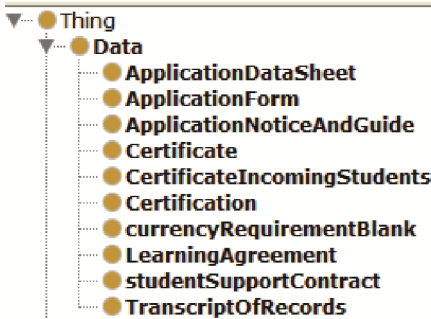 Thing
Data
ApplicationDataSheet
ApplicationForm
ApplicationNoticeAndGuide
Certificate
CertificateIncomingStudents
Certification
currencyRequirementBlank
LearningAgreement
studentSupportContract
TranscriptOfRecords